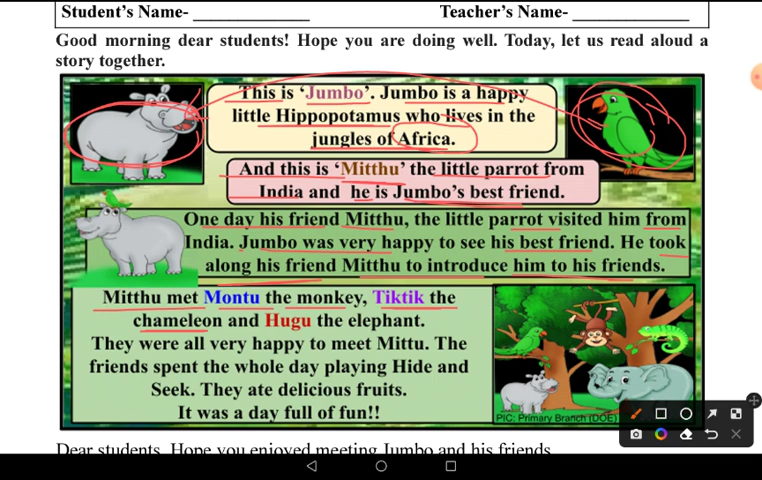 Student's Name- _____________ Teacher's Name- _____________
Good morning dear students! Hope you are doing well. Today, let us read aloud a
story together.
This is 'Jumbo'. Jumbo is a happy
little Hippopotamus who lives in the
jungles of Africa.
And this is 'Mitthu' the little parrot from
India and he is Jumbo's best friend.
One day his friend Mitthu, the little parrot visited him from
India. Jumbo was very happy to see his best friend. He took
along his friend Mitthu to introduce him to his friends.
Mitthu met Montu the monkey, Tiktik the
chameleon and Hugu the elephant.
They were all very happy to meet Mittu. The
friends spent the whole day playing Hide and
Seek. They ate delicious fruits.
It was a day full of fun!!
PIC: Primary Branch (DOE)
Dear students, Hope you enjoyed meeting Jumbo and his friends